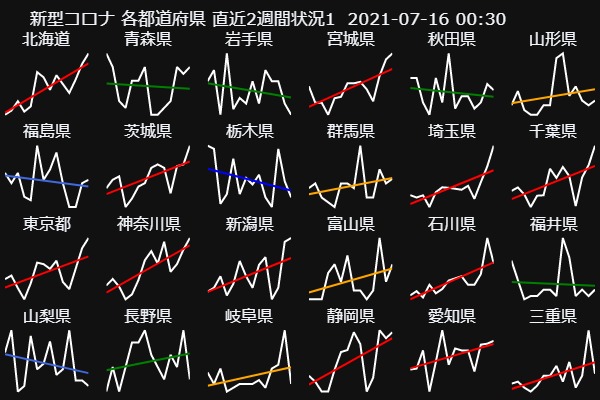 新型コロナ 各都道府県 直近2週間状況1 2021-07-16 00:30
北海道 青森県 岩手県 宮城県 秋田県 山形県
福島県 茨城県 栃木県 群馬県 埼玉県 千葉県
東京都 神奈川県 新潟県 富山県 石川県 福井県
山梨県 長野県 岐阜県 静岡県 愛知県 三重県